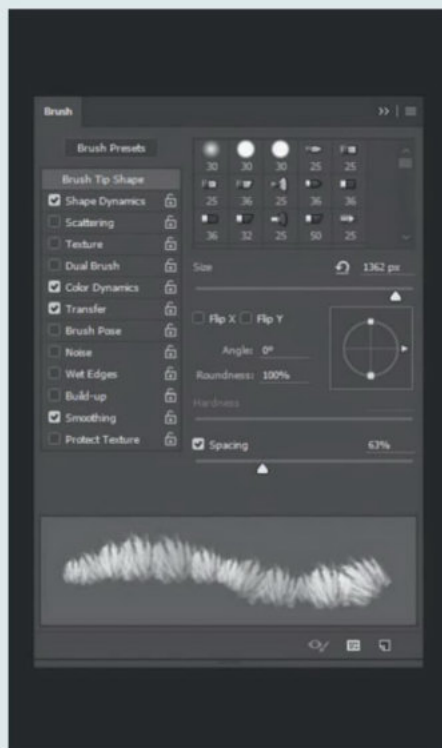 Brush
Brush Presets
30 30 30 25 25
Brush Tip Shape
25 36 25 36 36
Shape Dynamics
Scattering
36 32 25 50 25
Texture
Dual Brush
Size 1362 px
Color Dynamics
Transfer
Flip X Flip Y
Brush Pose
Angle: 0°
Noise
Wet Edges
Roundness: 100%
Build-up
Hardness
Smoothing
Protect Texture
Spacing 63%